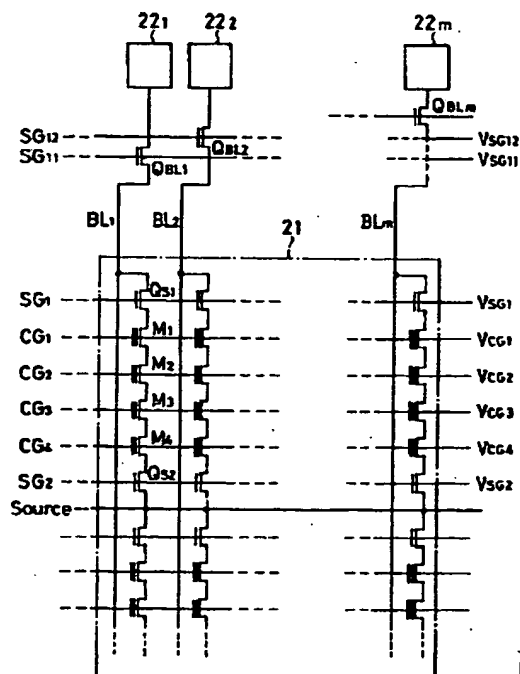 22₁ 22₂ 22m
QBLm
SG₁₂ QBL2 VSG12
SG₁₁ QBL1 VSG11
BL₁ BL₂ BLm
21
SG₁ QS1 VSG1
CG₁ M₁ VCG1
CG₂ M₂ VCG2
CG₃ M₃ VCG3
CG₄ M₄ VCG4
SG₂ QS2 VSG2
Source